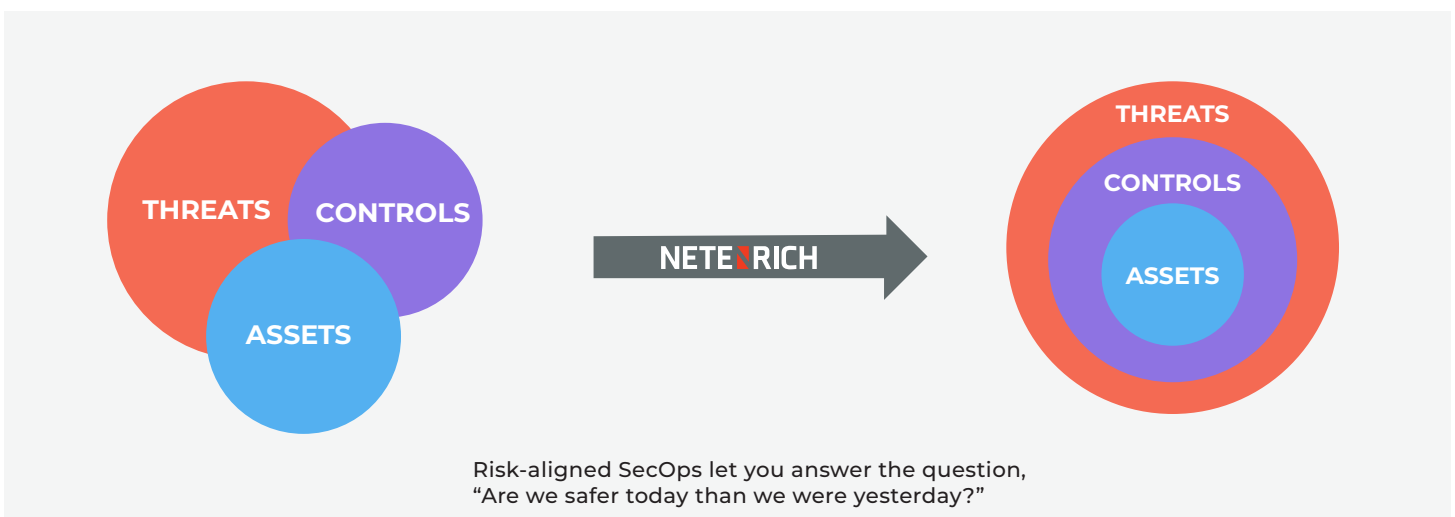 THREATS
CONTROLS
ASSETS
NETENRICH
THREATS
CONTROLS
ASSETS
Risk-aligned SecOps let you answer the question,
“Are we safer today than we were yesterday?”